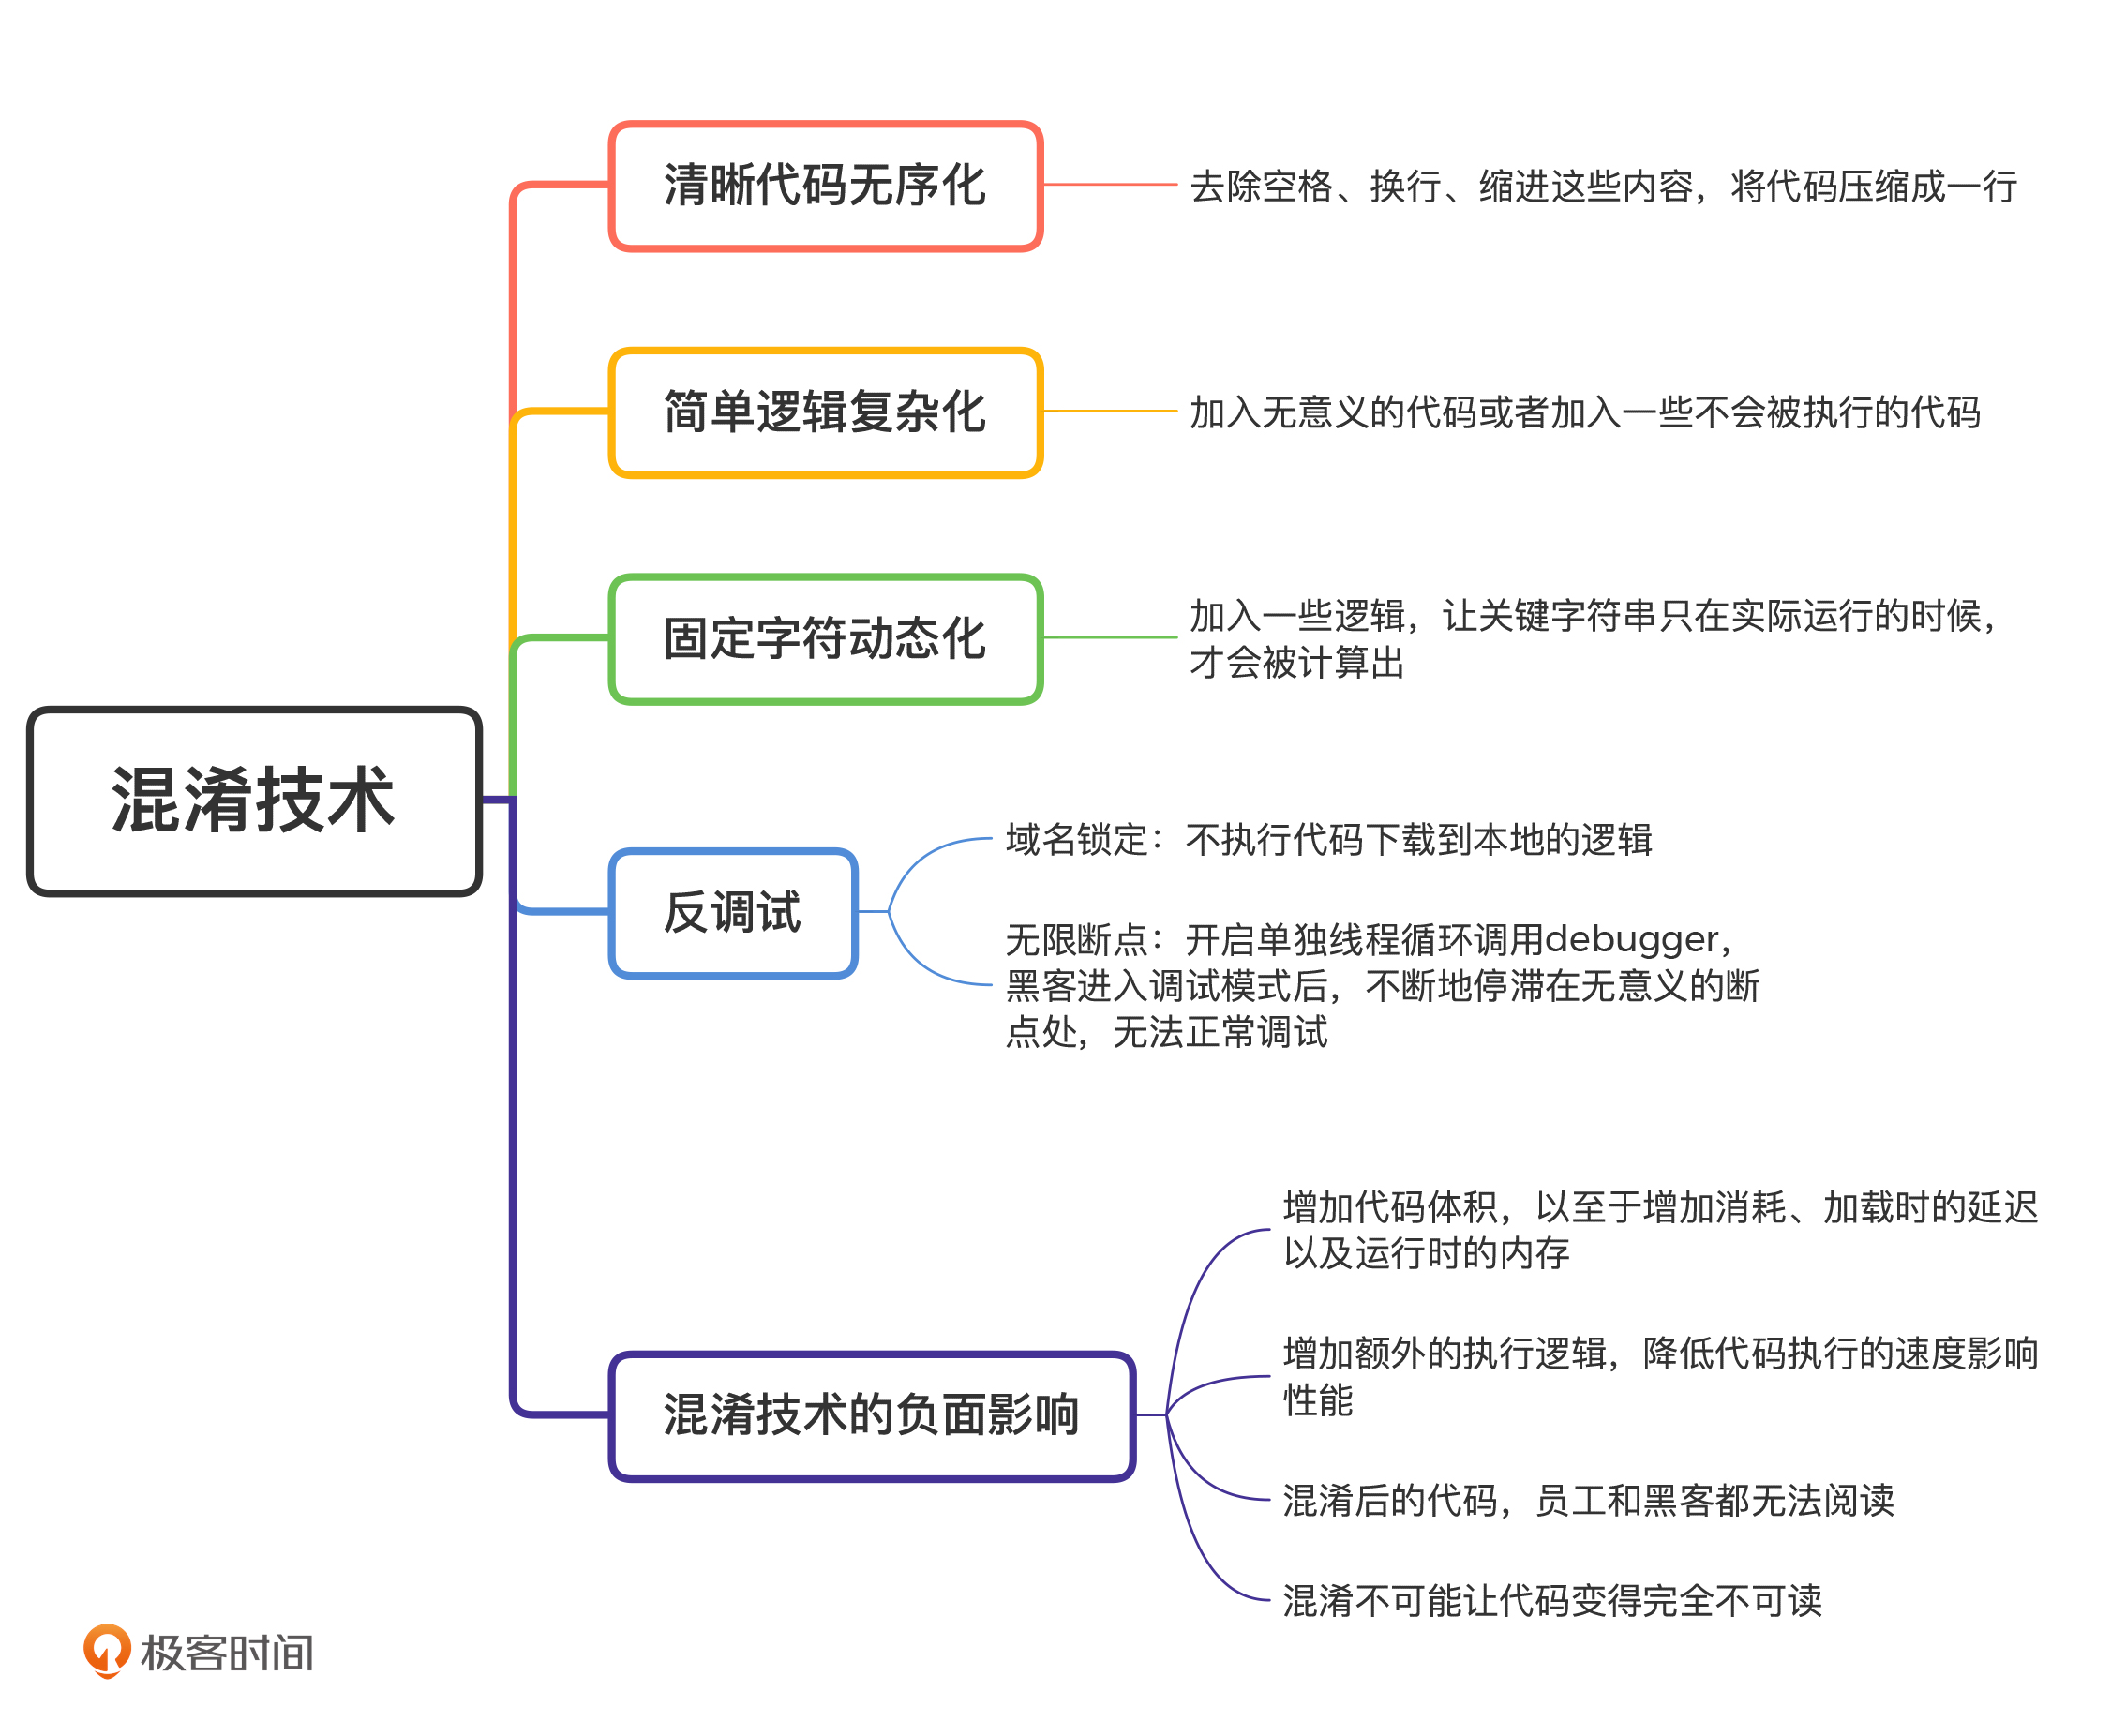 清晰代码无序化
去除空格、换行、缩进这些内容，将代码压缩成一行
简单逻辑复杂化
加入无意义的代码或者加入一些不会被执行的代码
固定字符动态化
加入一些逻辑，让关键字符串只在实际运行的时候，
才会被计算出
混淆技术
反调试
域名锁定：不执行代码下载到本地的逻辑
无限断点：开启单独线程循环调用debugger，
黑客进入调试模式后，不断地停滞在无意义的断
点处，无法正常调试
混淆技术的负面影响
增加代码体积，以至于增加消耗、加载时的延迟
以及运行时的内存
增加额外的执行逻辑，降低代码执行的速度影响
性能
混淆后的代码，员工和黑客都无法阅读
混淆不可能让代码变得完全不可读
极客时间